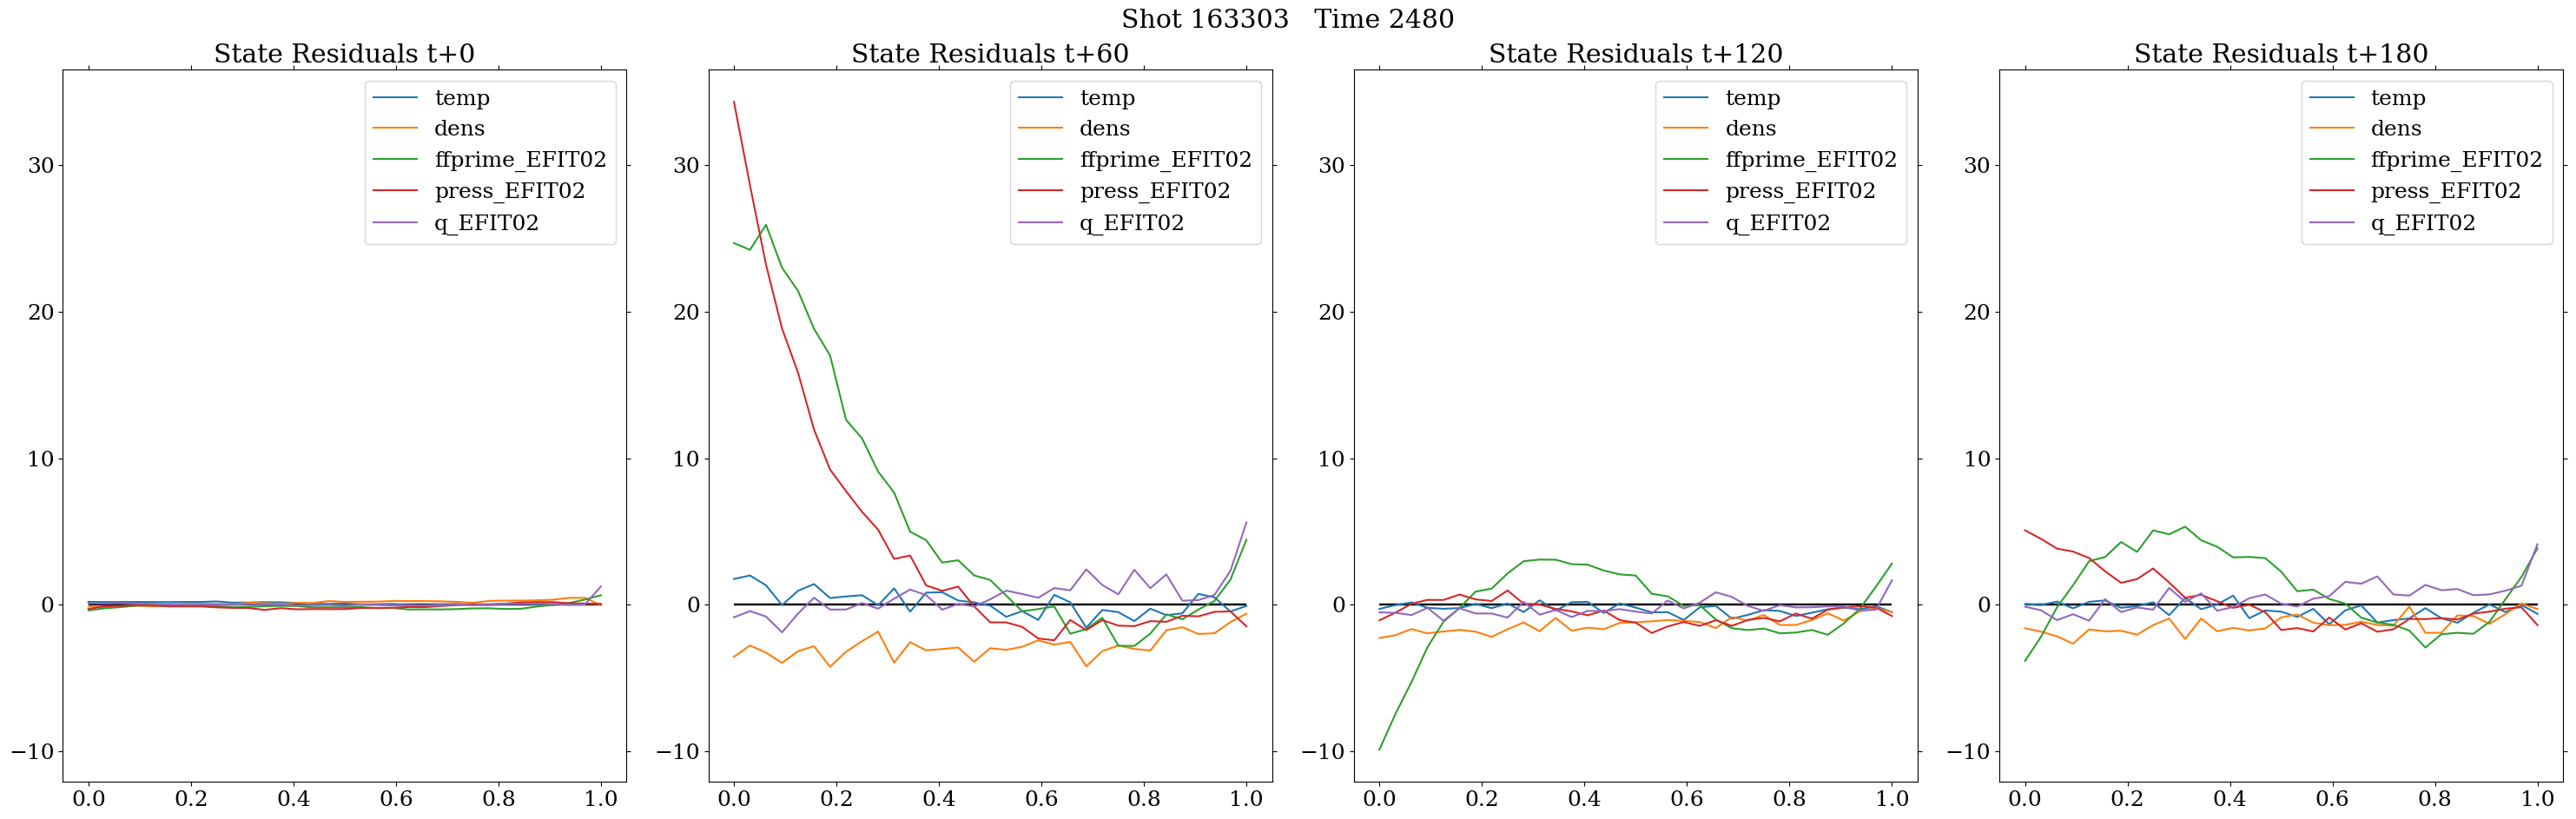 Shot 163303   Time 2480
State Residuals t+0
temp
dens
ffprime_EFIT02
press_EFIT02
q_EFIT02
30
20
10
0
−10
0.0 0.2 0.4 0.6 0.8 1.0
State Residuals t+60
temp
dens
ffprime_EFIT02
press_EFIT02
q_EFIT02
30
20
10
0
−10
0.0 0.2 0.4 0.6 0.8 1.0
State Residuals t+120
temp
dens
ffprime_EFIT02
press_EFIT02
q_EFIT02
30
20
10
0
−10
0.0 0.2 0.4 0.6 0.8 1.0
State Residuals t+180
temp
dens
ffprime_EFIT02
press_EFIT02
q_EFIT02
30
20
10
0
−10
0.0 0.2 0.4 0.6 0.8 1.0